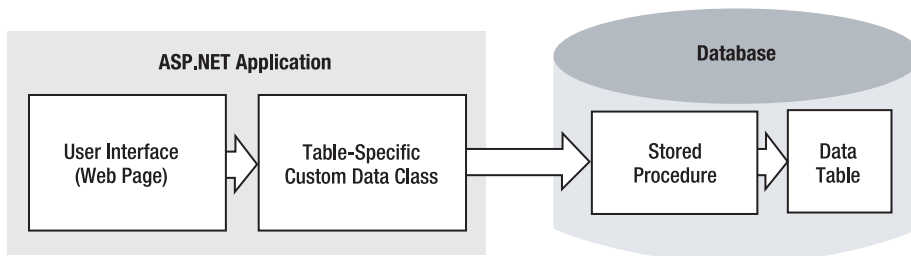 ASP.NET Application
User Interface
(Web Page)
Table-Specific
Custom Data Class
Database
Stored
Procedure
Data
Table